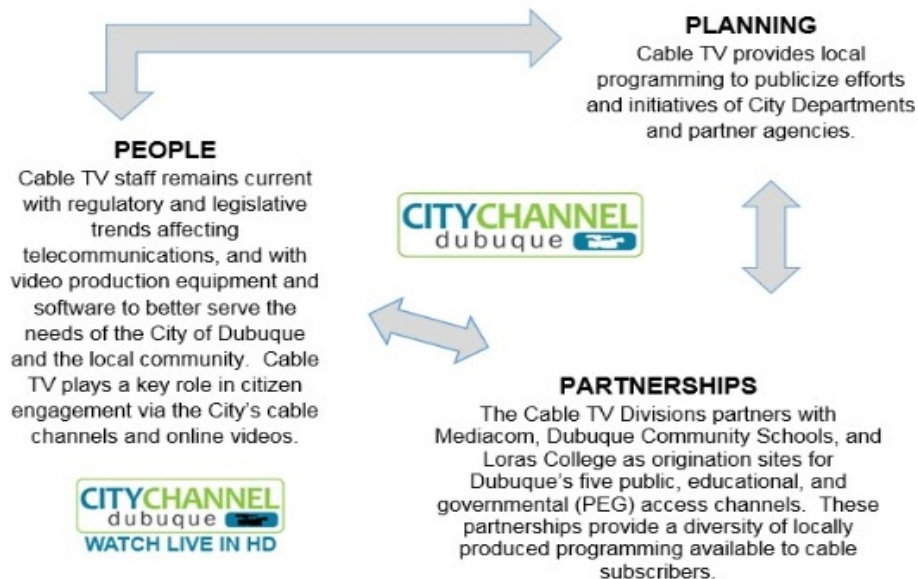 PLANNING
Cable TV provides local
programming to publicize efforts
and initiatives of City Departments
and partner agencies.
PEOPLE
Cable TV staff remains current
with regulatory and legislative
trends affecting
telecommunications, and with
video production equipment and
software to better serve the
needs of the City of Dubuque
and the local community.  Cable
TV plays a key role in citizen
engagement via the City's cable
channels and online videos.
CITYCHANNEL
dubuque
PARTNERSHIPS
The Cable TV Divisions partners with
Mediacom, Dubuque Community Schools, and
Loras College as origination sites for
Dubuque's five public, educational, and
governmental (PEG) access channels.  These
partnerships provide a diversity of locally
produced programming available to cable
subscribers.
CITYCHANNEL
dubuque
WATCH LIVE IN HD